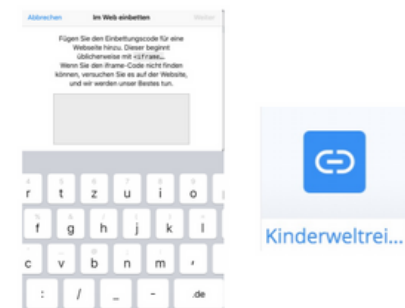 Abbrechen Im Web einbetten Weiter
Fügen Sie den Einbettungscode für eine
Webseite hinzu. Dieser beginnt
üblicherweise mit <iframe...
Wenn Sie den iframe-Code nicht finden
können, versuchen Sie es auf der Website,
und wir werden unser Bestes tun.
r t z u i o
f g h j k l
c v b n m ,
: / _ - .de
Kinderweltrei...